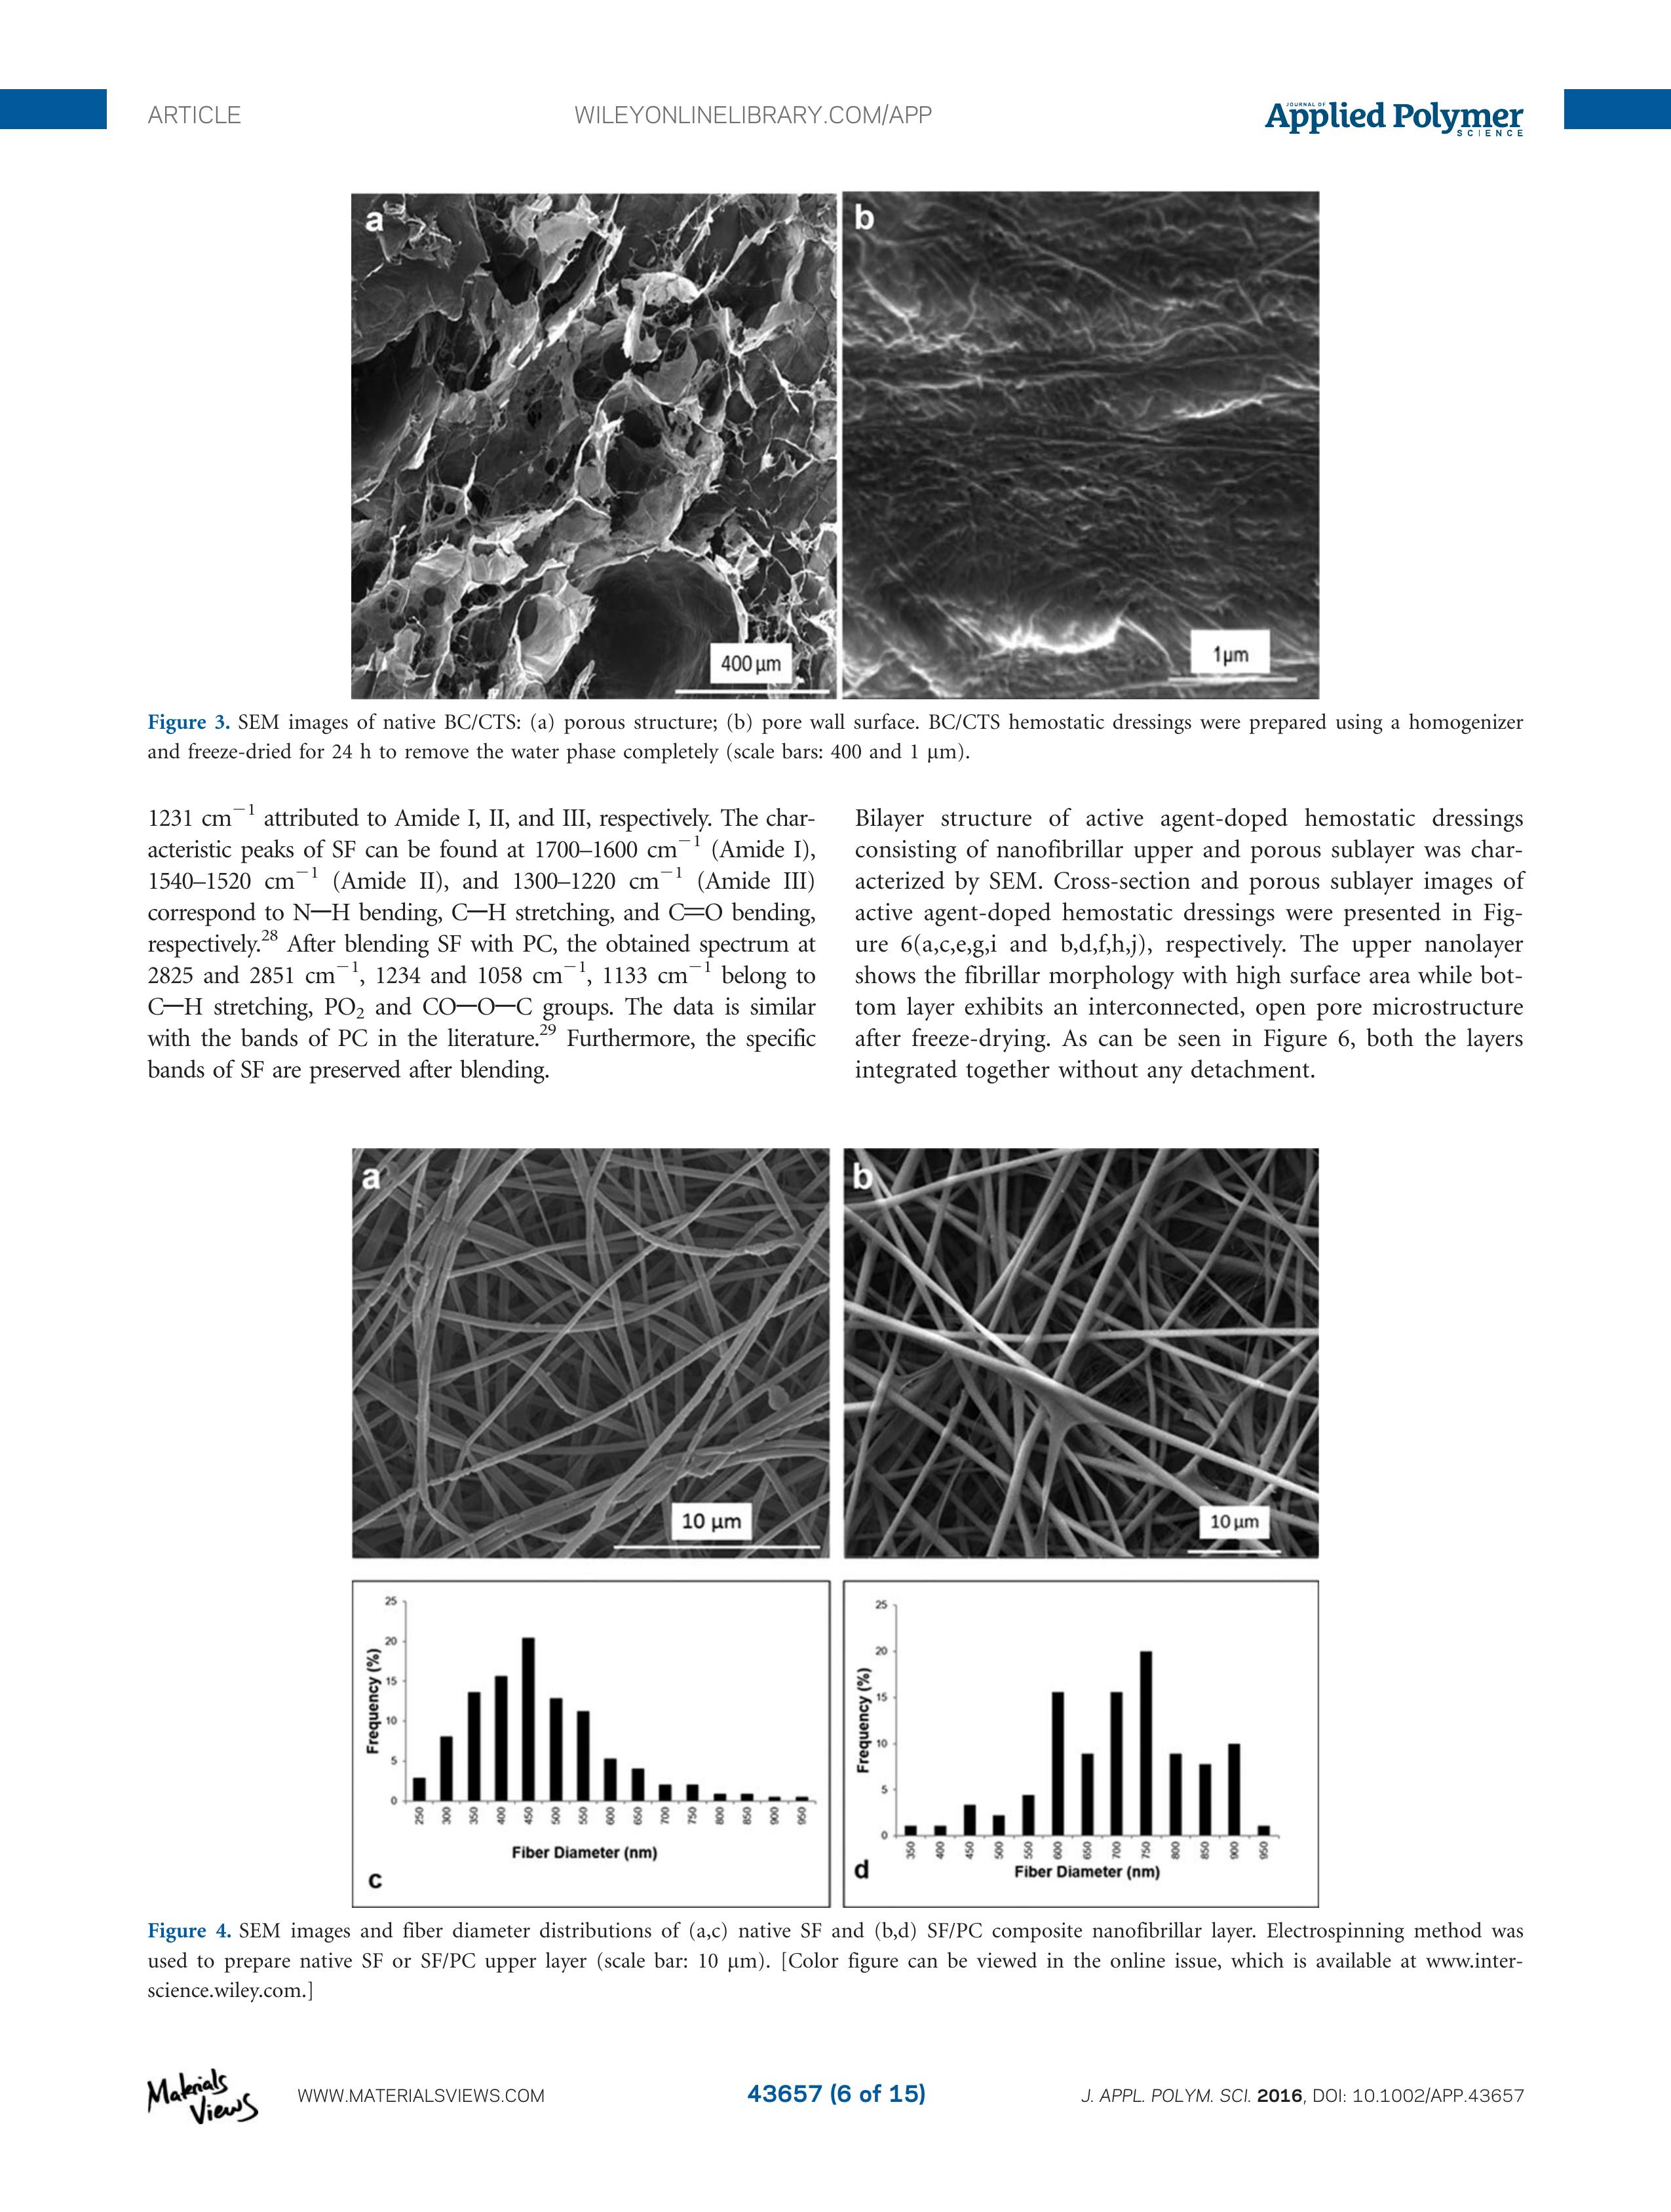 ARTICLE
WILEYONLINELIBRARY.COM/APP
JOURNAL OF
Applied Polymer
SCIENCE
a
b
400 μm
1μm
Figure 3. SEM images of native BC/CTS: (a) porous structure; (b) pore wall surface. BC/CTS hemostatic dressings were prepared using a homogenizer
and freeze-dried for 24 h to remove the water phase completely (scale bars: 400 and 1 μm).
1231 cm⁻¹ attributed to Amide I, II, and III, respectively. The char-
acteristic peaks of SF can be found at 1700–1600 cm⁻¹ (Amide I),
1540–1520 cm⁻¹ (Amide II), and 1300–1220 cm⁻¹ (Amide III)
correspond to N—H bending, C—H stretching, and C=O bending,
respectively.²⁸ After blending SF with PC, the obtained spectrum at
2825 and 2851 cm⁻¹, 1234 and 1058 cm⁻¹, 1133 cm⁻¹ belong to
C—H stretching, PO₂ and CO—O—C groups. The data is similar
with the bands of PC in the literature.²⁹ Furthermore, the specific
bands of SF are preserved after blending.
Bilayer structure of active agent-doped hemostatic dressings
consisting of nanofibrillar upper and porous sublayer was char-
acterized by SEM. Cross-section and porous sublayer images of
active agent-doped hemostatic dressings were presented in Fig-
ure 6(a,c,e,g,i and b,d,f,h,j), respectively. The upper nanolayer
shows the fibrillar morphology with high surface area while bot-
tom layer exhibits an interconnected, open pore microstructure
after freeze-drying. As can be seen in Figure 6, both the layers
integrated together without any detachment.
a
b
10 μm
10 μm
25
20
15
10
5
0
Frequency (%)
250 300 350 400 450 500 550 600 650 700 750 800 850 900 950
Fiber Diameter (nm)
c
25
20
15
10
5
0
Frequency (%)
350 400 450 500 550 600 650 700 750 800 850 900 950
Fiber Diameter (nm)
d
Figure 4. SEM images and fiber diameter distributions of (a,c) native SF and (b,d) SF/PC composite nanofibrillar layer. Electrospinning method was
used to prepare native SF or SF/PC upper layer (scale bar: 10 μm). [Color figure can be viewed in the online issue, which is available at www.inter-
science.wiley.com.]
Materials
Views
WWW.MATERIALSVIEWS.COM
43657 (6 of 15)
J. APPL. POLYM. SCI. 2016, DOI: 10.1002/APP.43657